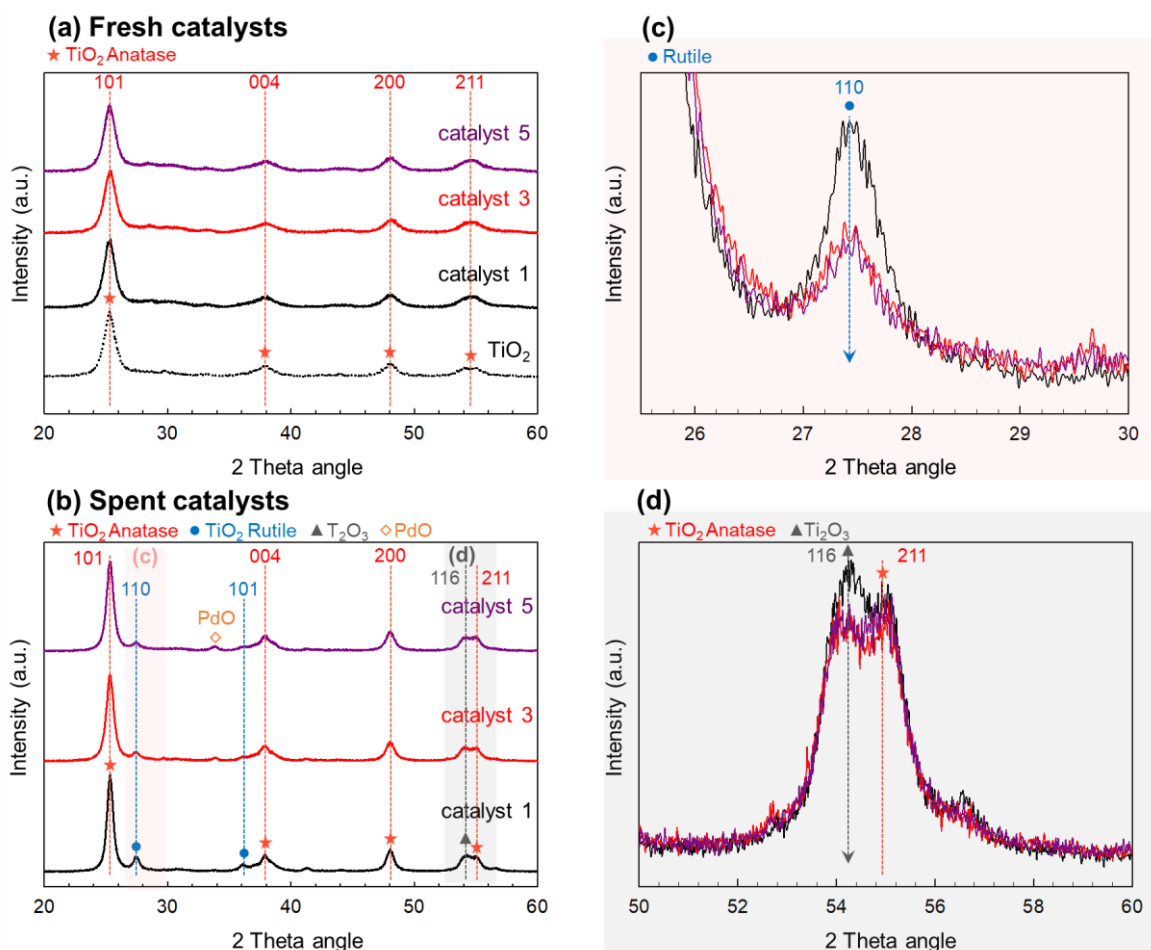 (a) Fresh catalysts
★ TiO₂ Anatase
101 004 200 211
catalyst 5
catalyst 3
catalyst 1
TiO₂
Intensity (a.u.)
20 30 40 50 60
2 Theta angle
(c)
● Rutile
110
Intensity (a.u.)
26 27 28 29 30
2 Theta angle
(b) Spent catalysts
★ TiO₂ Anatase ● TiO₂ Rutile ▲ T₂O₃ ◇ PdO
101 (c) 004 200 (d)
110 101 116 211
PdO
catalyst 5
catalyst 3
catalyst 1
Intensity (a.u.)
20 30 40 50 60
2 Theta angle
(d)
★ TiO₂ Anatase ▲ Ti₂O₃
116 211
Intensity (a.u.)
50 52 54 56 58 60
2 Theta angle